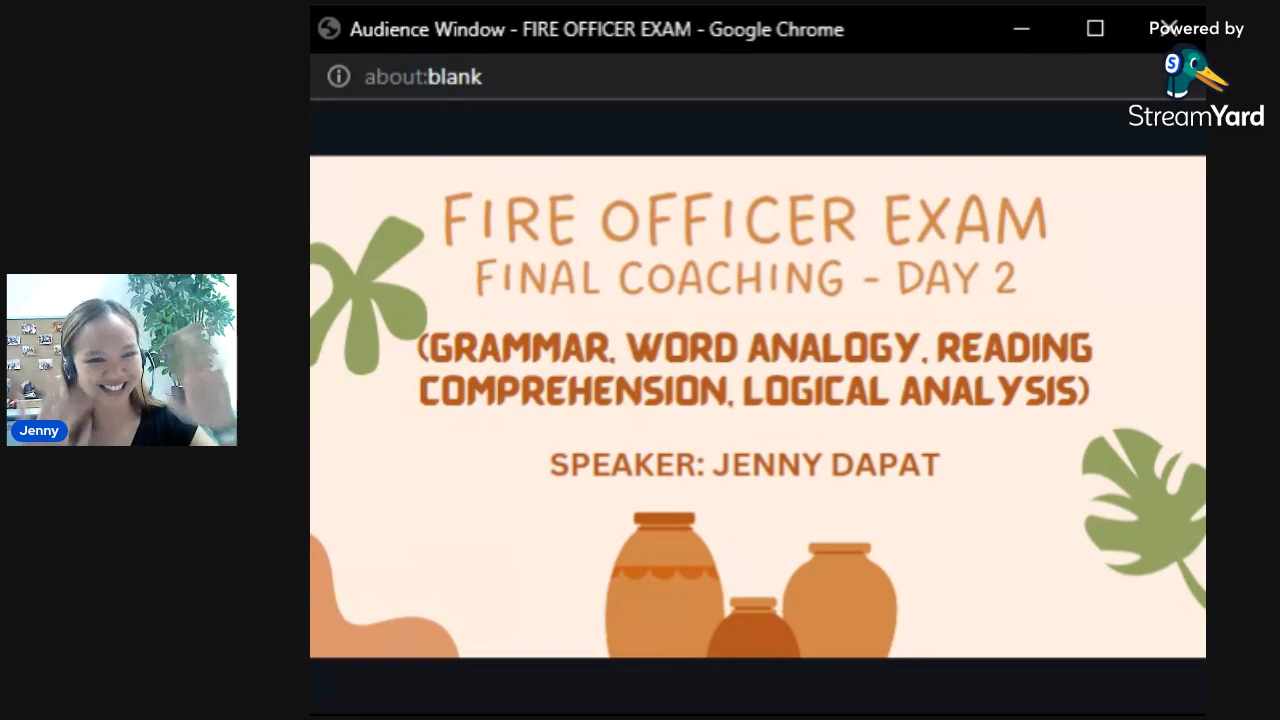 Audience Window - FIRE OFFICER EXAM - Google Chrome
Powered by
about:blank
S
StreamYard
FIRE OFFICER EXAM
FINAL COACHING - DAY 2
(GRAMMAR, WORD ANALOGY, READING
COMPREHENSION, LOGICAL ANALYSIS)
Jenny
SPEAKER: JENNY DAPAT